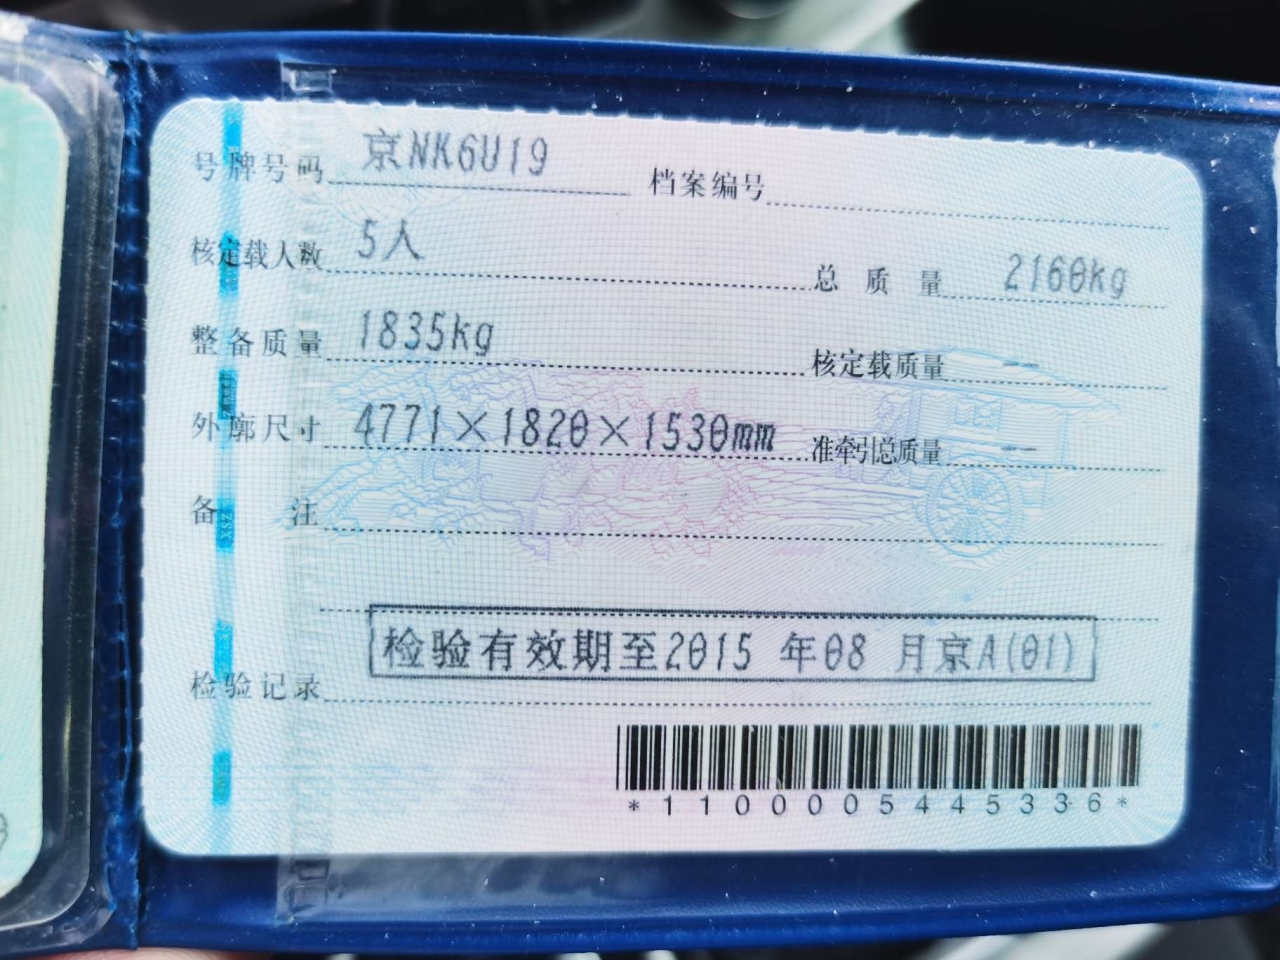 号牌号码 京NK6U19 档案编号
核定载人数 5人 总质量 2160kg
整备质量 1835kg 核定载质量 —
外廓尺寸 4771×1820×1530mm 准牵引总质量 —
备注
检验有效期至2015 年08 月京A(01)
检验记录
*1100005445336*